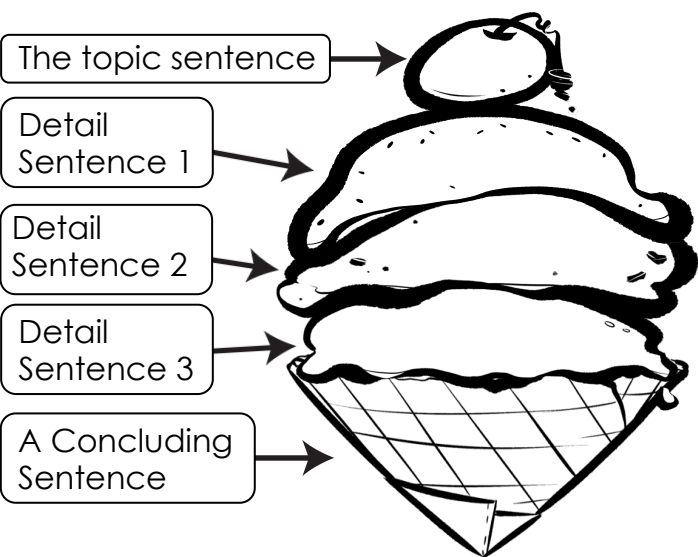 The topic sentence
Detail
Sentence 1
Detail
Sentence 2
Detail
Sentence 3
A Concluding
Sentence